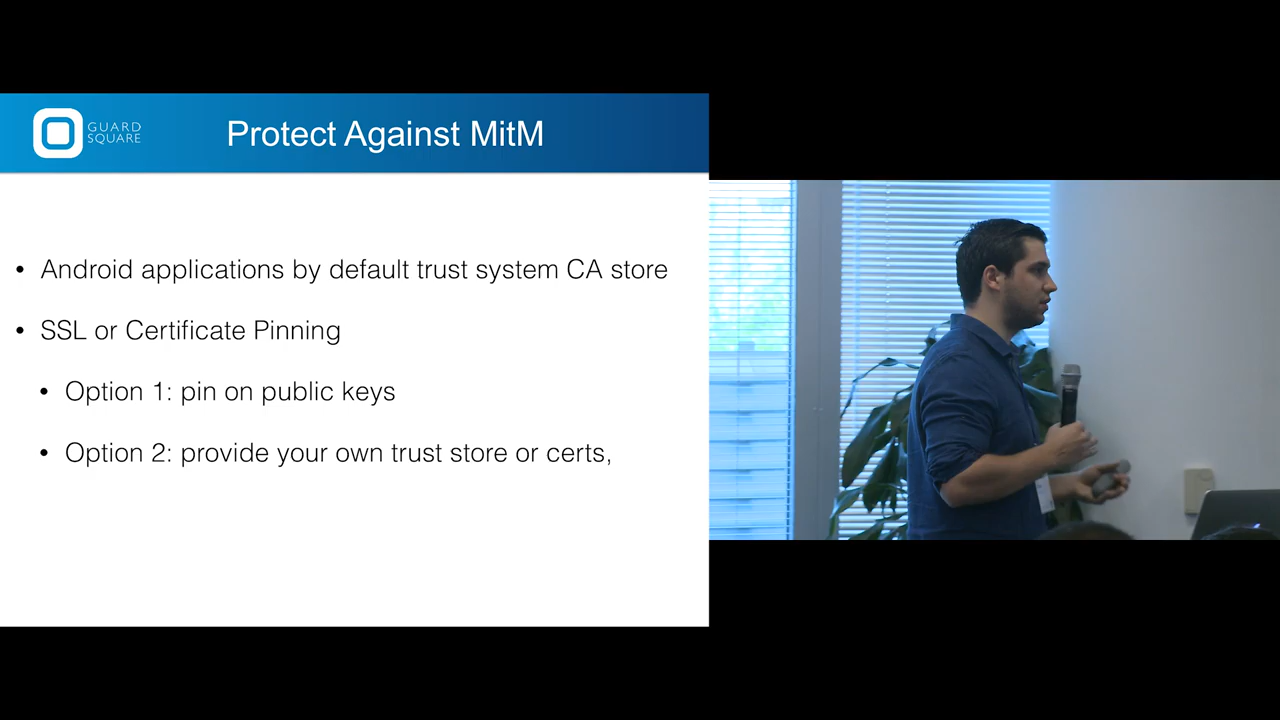 GUARD
SQUARE
Protect Against MitM
• Android applications by default trust system CA store
• SSL or Certificate Pinning
• Option 1: pin on public keys
• Option 2: provide your own trust store or certs,